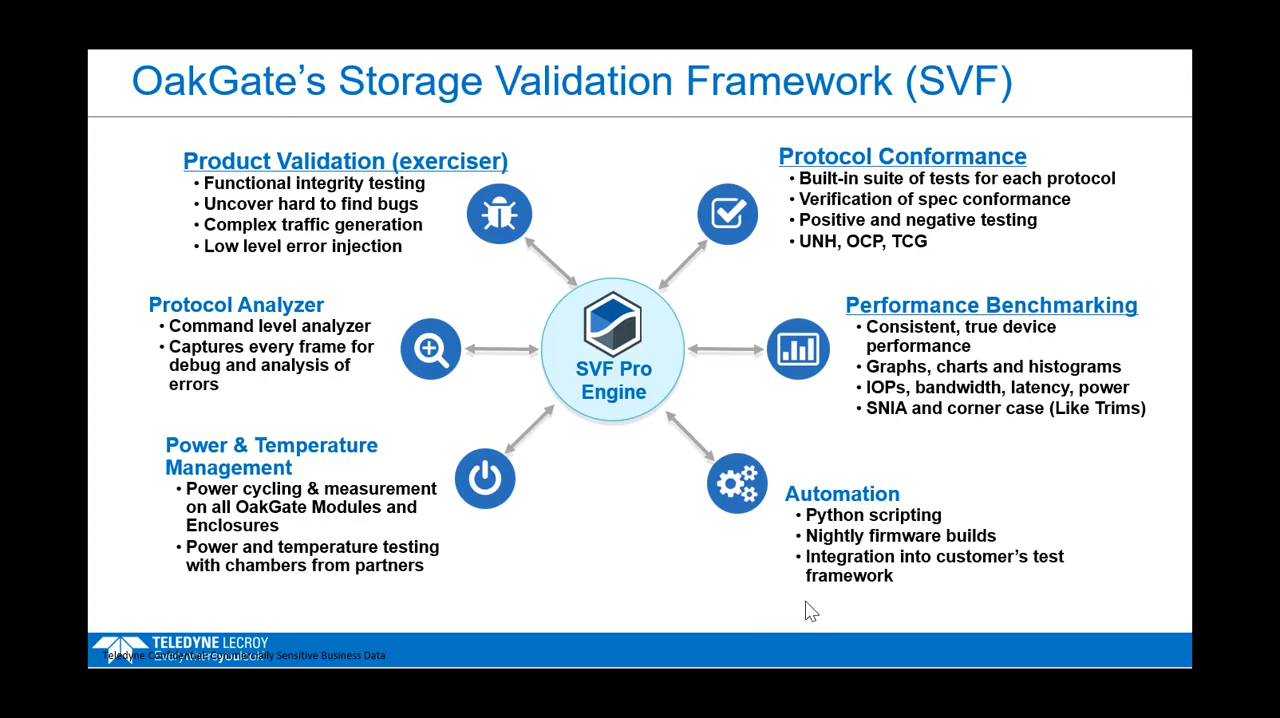 OakGate's Storage Validation Framework (SVF)
Product Validation (exerciser)
• Functional integrity testing
• Uncover hard to find bugs
• Complex traffic generation
• Low level error injection
Protocol Conformance
• Built-in suite of tests for each protocol
• Verification of spec conformance
• Positive and negative testing
• UNH, OCP, TCG
Protocol Analyzer
• Command level analyzer
• Captures every frame for
debug and analysis of
errors
SVF Pro
Engine
Performance Benchmarking
• Consistent, true device
performance
• Graphs, charts and histograms
• IOPs, bandwidth, latency, power
• SNIA and corner case (Like Trims)
Power & Temperature
Management
• Power cycling & measurement
on all OakGate Modules and
Enclosures
• Power and temperature testing
with chambers from partners
Automation
• Python scripting
• Nightly firmware builds
• Integration into customer's test
framework
TELEDYNE LECROY
Teledyne Confidential; Commercially Sensitive Business Data